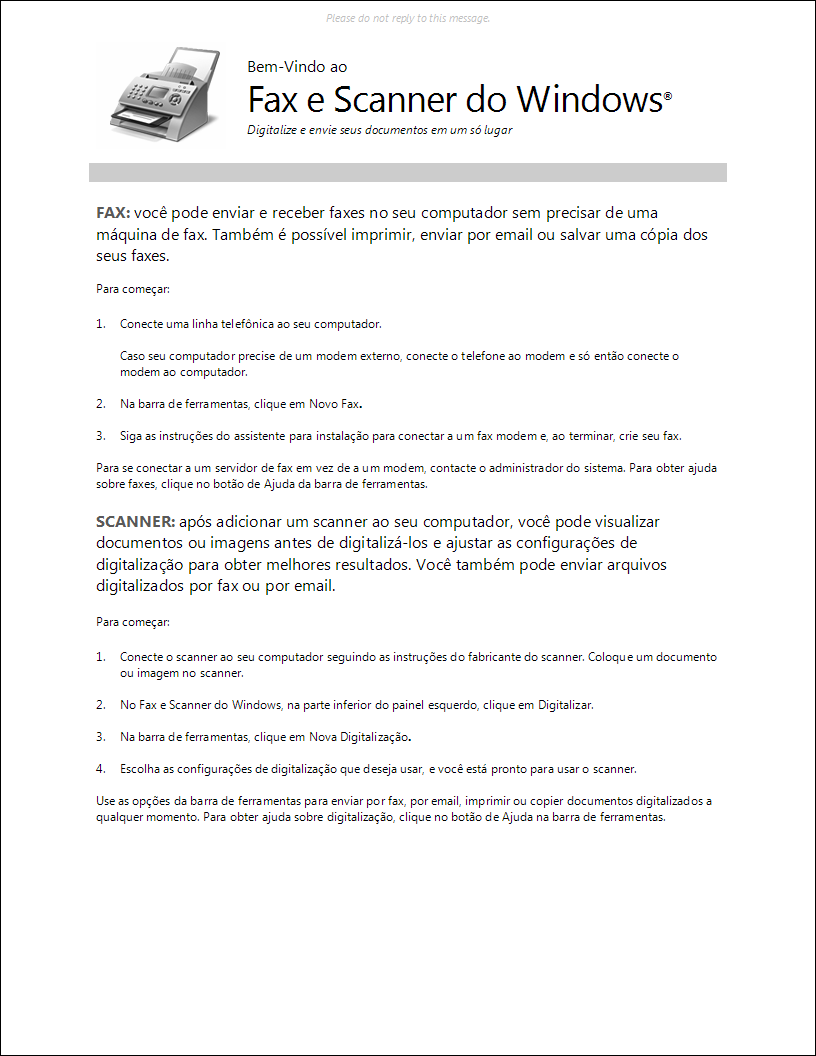 Please do not reply to this message.
Bem-Vindo ao
Fax e Scanner do Windows®
Digitalize e envie seus documentos em um só lugar
FAX: você pode enviar e receber faxes no seu computador sem precisar de uma
máquina de fax. Também é possível imprimir, enviar por email ou salvar uma cópia dos
seus faxes.
Para começar:
1. Conecte uma linha telefônica ao seu computador.
Caso seu computador precise de um modem externo, conecte o telefone ao modem e só então conecte o
modem ao computador.
2. Na barra de ferramentas, clique em Novo Fax.
3. Siga as instruções do assistente para instalação para conectar a um fax modem e, ao terminar, crie seu fax.
Para se conectar a um servidor de fax em vez de a um modem, contacte o administrador do sistema. Para obter ajuda
sobre faxes, clique no botão de Ajuda da barra de ferramentas.
SCANNER: após adicionar um scanner ao seu computador, você pode visualizar
documentos ou imagens antes de digitalizá-los e ajustar as configurações de
digitalização para obter melhores resultados. Você também pode enviar arquivos
digitalizados por fax ou por email.
Para começar:
1. Conecte o scanner ao seu computador seguindo as instruções do fabricante do scanner. Coloque um documento
ou imagem no scanner.
2. No Fax e Scanner do Windows, na parte inferior do painel esquerdo, clique em Digitalizar.
3. Na barra de ferramentas, clique em Nova Digitalização.
4. Escolha as configurações de digitalização que deseja usar, e você está pronto para usar o scanner.
Use as opções da barra de ferramentas para enviar por fax, por email, imprimir ou copier documentos digitalizados a
qualquer momento. Para obter ajuda sobre digitalização, clique no botão de Ajuda na barra de ferramentas.